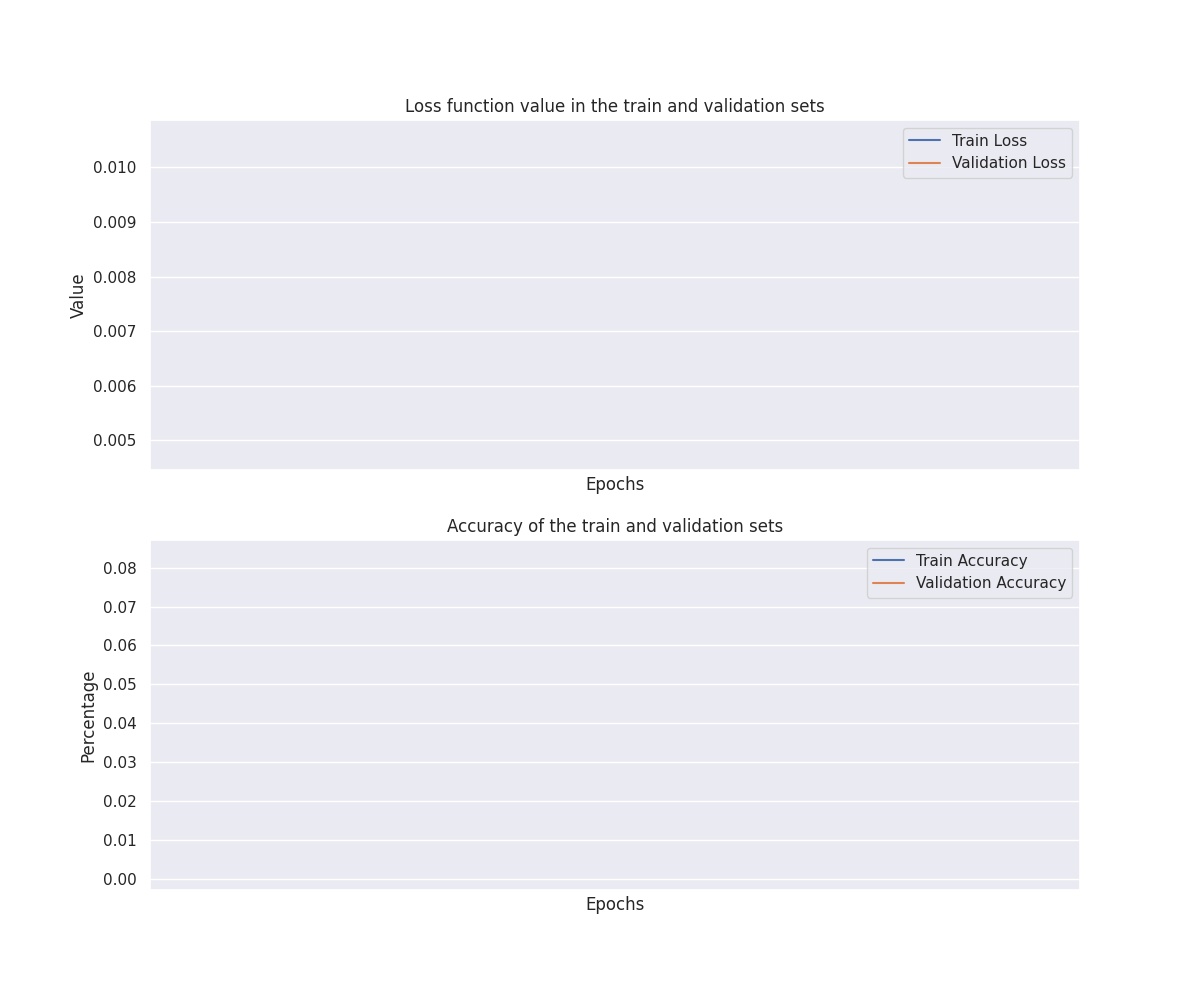 Loss function value in the train and validation sets
Train Loss
Validation Loss
0.010
0.009
0.008
0.007
0.006
0.005
Value
Epochs
Accuracy of the train and validation sets
Train Accuracy
Validation Accuracy
0.08
0.07
0.06
0.05
0.04
0.03
0.02
0.01
0.00
Percentage
Epochs